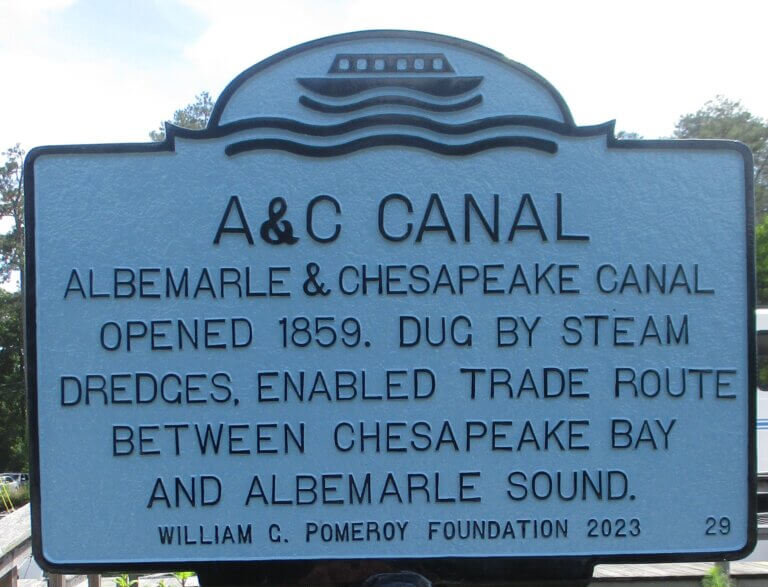 A&C CANAL
ALBEMARLE & CHESAPEAKE CANAL
OPENED 1859. DUG BY STEAM
DREDGES, ENABLED TRADE ROUTE
BETWEEN CHESAPEAKE BAY
AND ALBEMARLE SOUND.
WILLIAM G. POMEROY FOUNDATION 2023 29